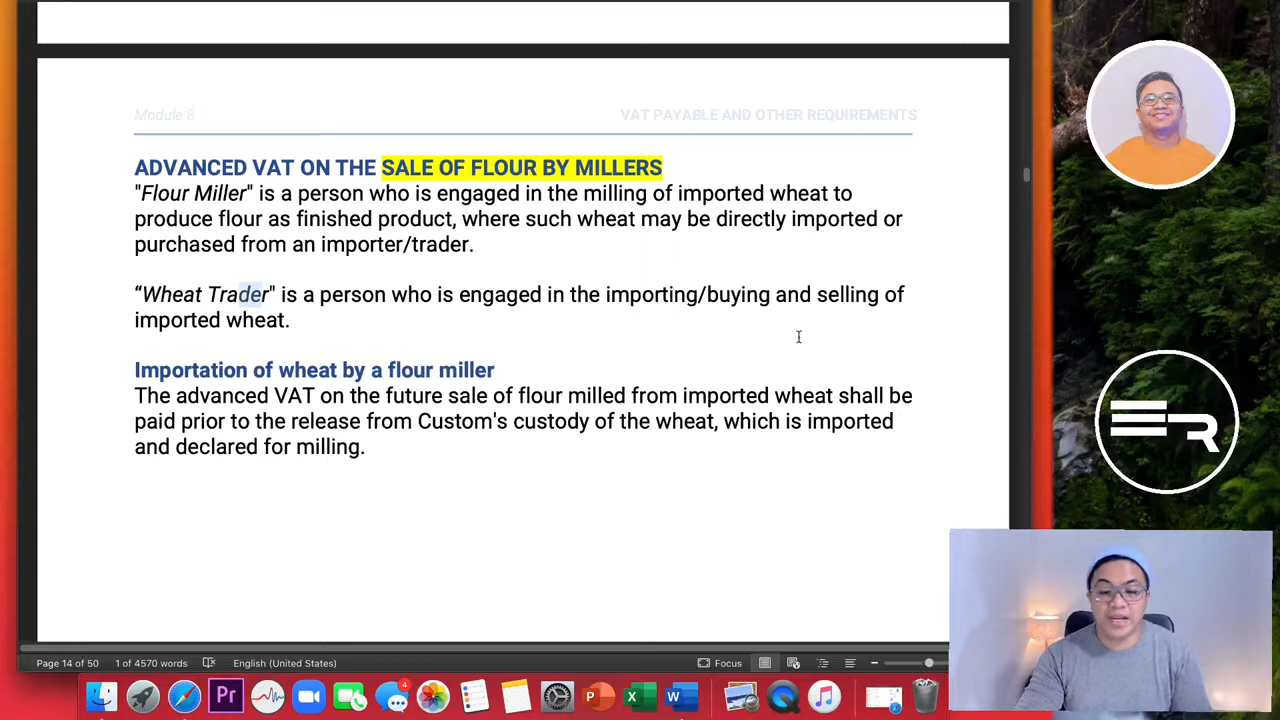 Module 8
VAT PAYABLE AND OTHER REQUIREMENTS
ADVANCED VAT ON THE SALE OF FLOUR BY MILLERS
"Flour Miller" is a person who is engaged in the milling of imported wheat to
produce flour as finished product, where such wheat may be directly imported or
purchased from an importer/trader.
“Wheat Trader" is a person who is engaged in the importing/buying and selling of
imported wheat.
Importation of wheat by a flour miller
The advanced VAT on the future sale of flour milled from imported wheat shall be
paid prior to the release from Custom's custody of the wheat, which is imported
and declared for milling.
ER
Page 14 of 50
1 of 4570 words
English (United States)
Focus
Pr
4
P
X
W